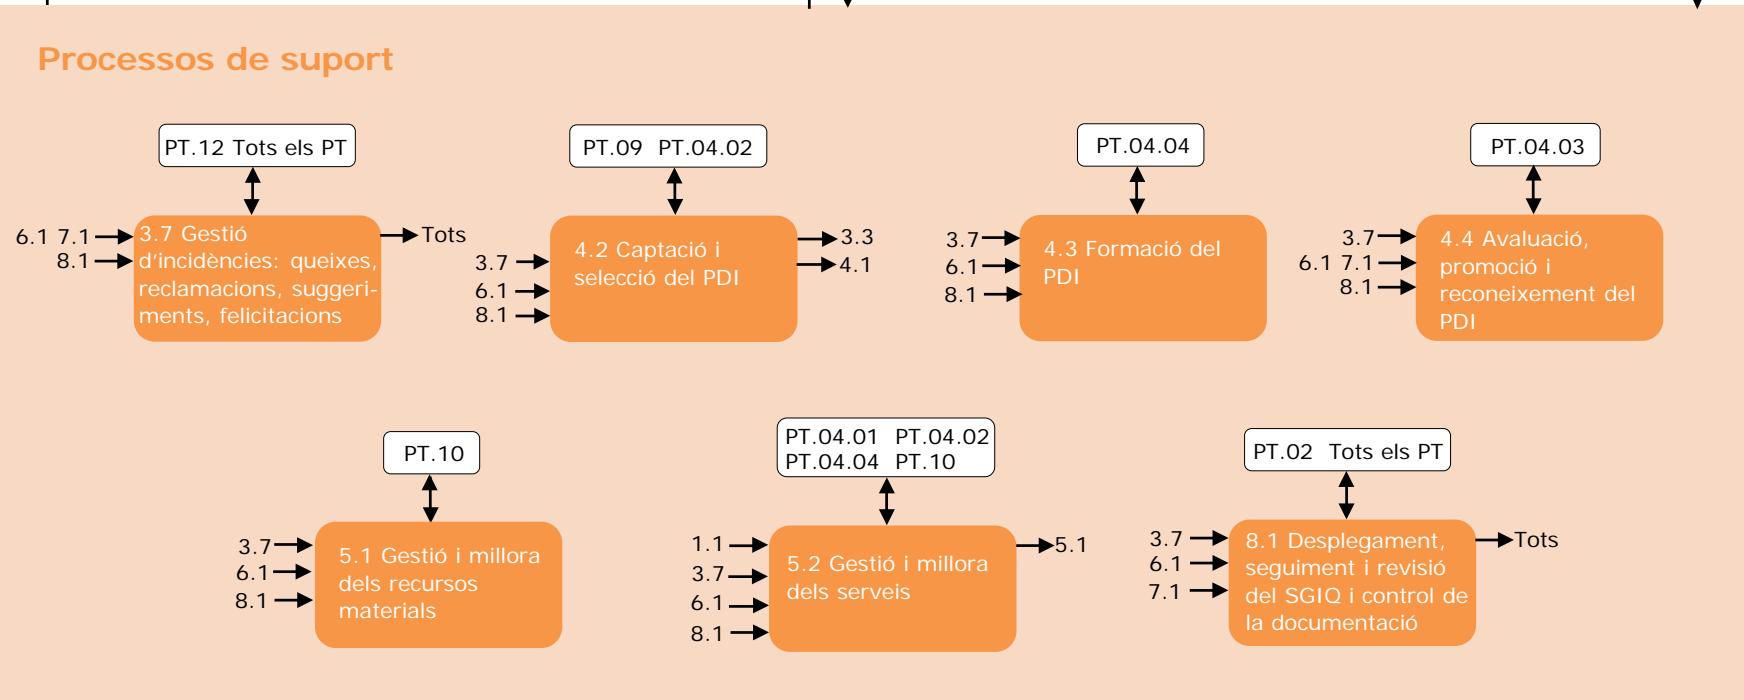 Processos de suport
PT.12 Tots els PT
6.1 7.1
8.1
3.7 Gestió
d'incidències: queixes,
reclamacions, suggeri-
ments, felicitacions
Tots
PT.09 PT.04.02
3.7
6.1
8.1
4.2 Captació i
selecció del PDI
3.3
4.1
PT.04.04
3.7
6.1
8.1
4.3 Formació del
PDI
PT.04.03
3.7
6.1 7.1
8.1
4.4 Avaluació,
promoció i
reconeixement del
PDI
PT.10
3.7
6.1
8.1
5.1 Gestió i millora
dels recursos
materials
PT.04.01 PT.04.02
PT.04.04 PT.10
1.1
3.7
6.1
8.1
5.2 Gestió i millora
dels serveis
5.1
PT.02 Tots els PT
3.7
6.1
7.1
8.1 Desplegament,
seguiment i revisió
del SGIQ i control de
la documentació
Tots